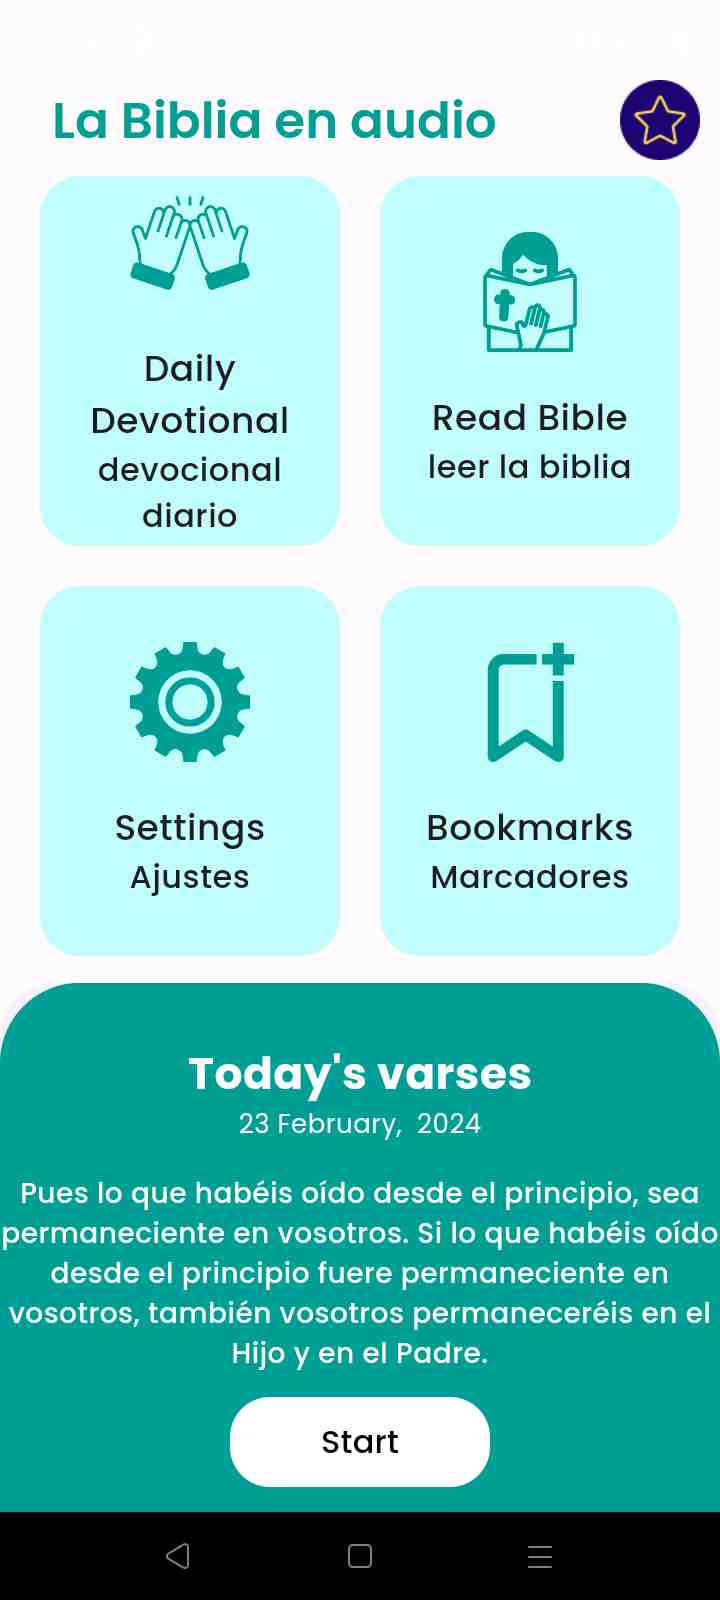 La Biblia en audio
Daily
Devotional
devocional
diario
Read Bible
leer la biblia
Settings
Ajustes
Bookmarks
Marcadores
Today's varses
23 February,  2024
Pues lo que habéis oído desde el principio, sea
permaneciente en vosotros. Si lo que habéis oído
desde el principio fuere permaneciente en
vosotros, también vosotros permaneceréis en el
Hijo y en el Padre.
Start